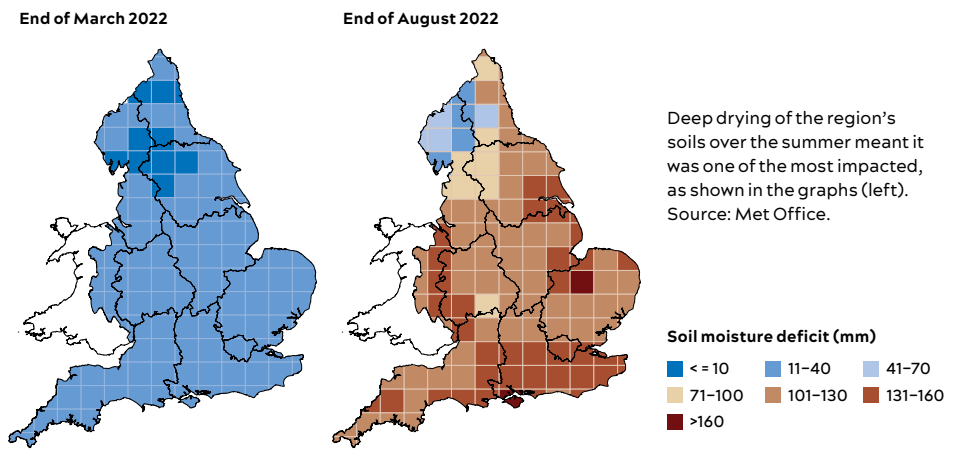 End of March 2022
End of August 2022
Deep drying of the region’s
soils over the summer meant it
was one of the most impacted,
as shown in the graphs (left).
Source: Met Office.
Soil moisture deficit (mm)
< = 10
11–40
41–70
71–100
101–130
131–160
>160